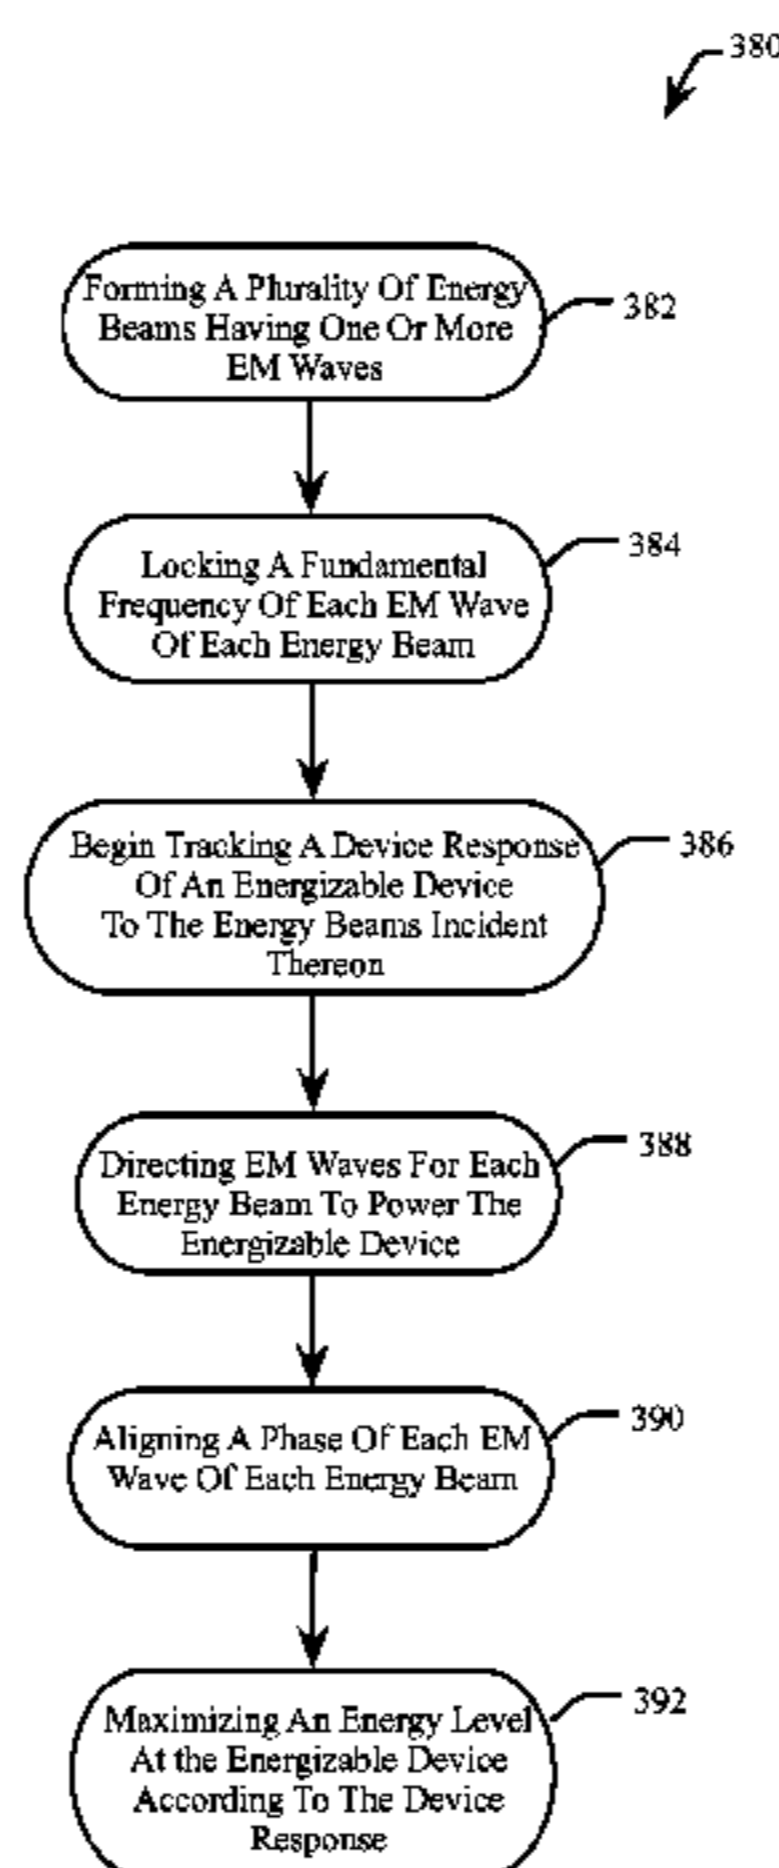 380
Forming A Plurality Of Energy
Beams Having One Or More
EM Waves
382
Locking A Fundamental
Frequency Of Each EM Wave
Of Each Energy Beam
384
Begin Tracking A Device Response
Of An Energizable Device
To The Energy Beams Incident
Thereon
386
Directing EM Waves For Each
Energy Beam To Power The
Energizable Device
388
Aligning A Phase Of Each EM
Wave Of Each Energy Beam
390
Maximizing An Energy Level
At the Energizable Device
According To The Device
Response
392